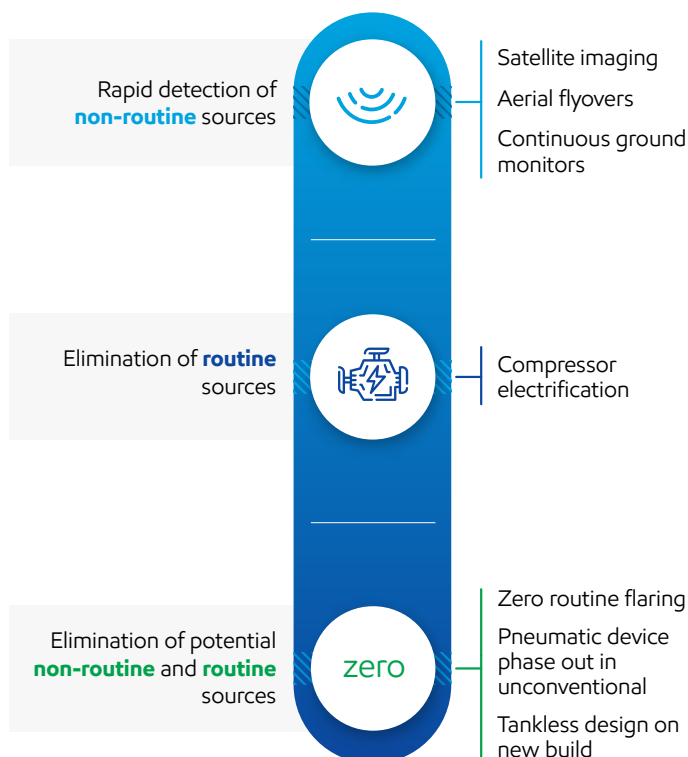 Rapid detection of
non-routine sources
Satellite imaging
Aerial flyovers
Continuous ground
monitors
Elimination of routine
sources
Compressor
electrification
Elimination of potential
non-routine and routine
sources
zero
Zero routine flaring
Pneumatic device
phase out in
unconventional
Tankless design on
new build